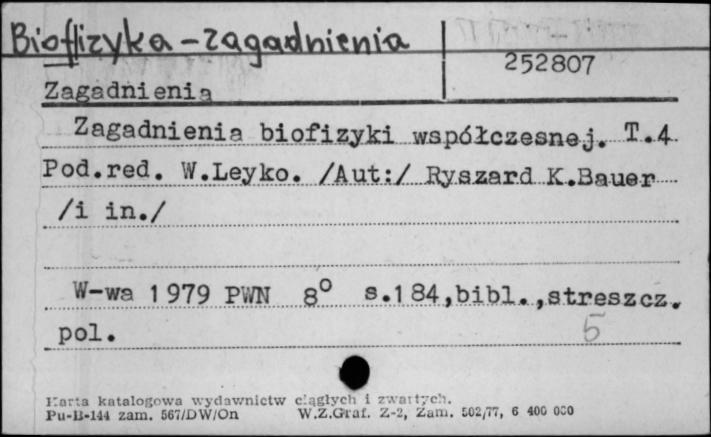 Biofizyka - zagadnienia
252807
Zagadnienia
Zagadnienia biofizyki współczesnej. T.4
Pod.red. W.Leyko. /Aut:/ Ryszard K.Bauer
/i in./
W-wa 1979 PWN 8° s.184,bibl.,streszcz.
pol.
5
Karta katalogowa wydawnictw ciągłych i zwartych.
Pu-B-144 zam. 567/DW/On W.Z.Graf. Z-2, Zam. 502/77, 6 400 000